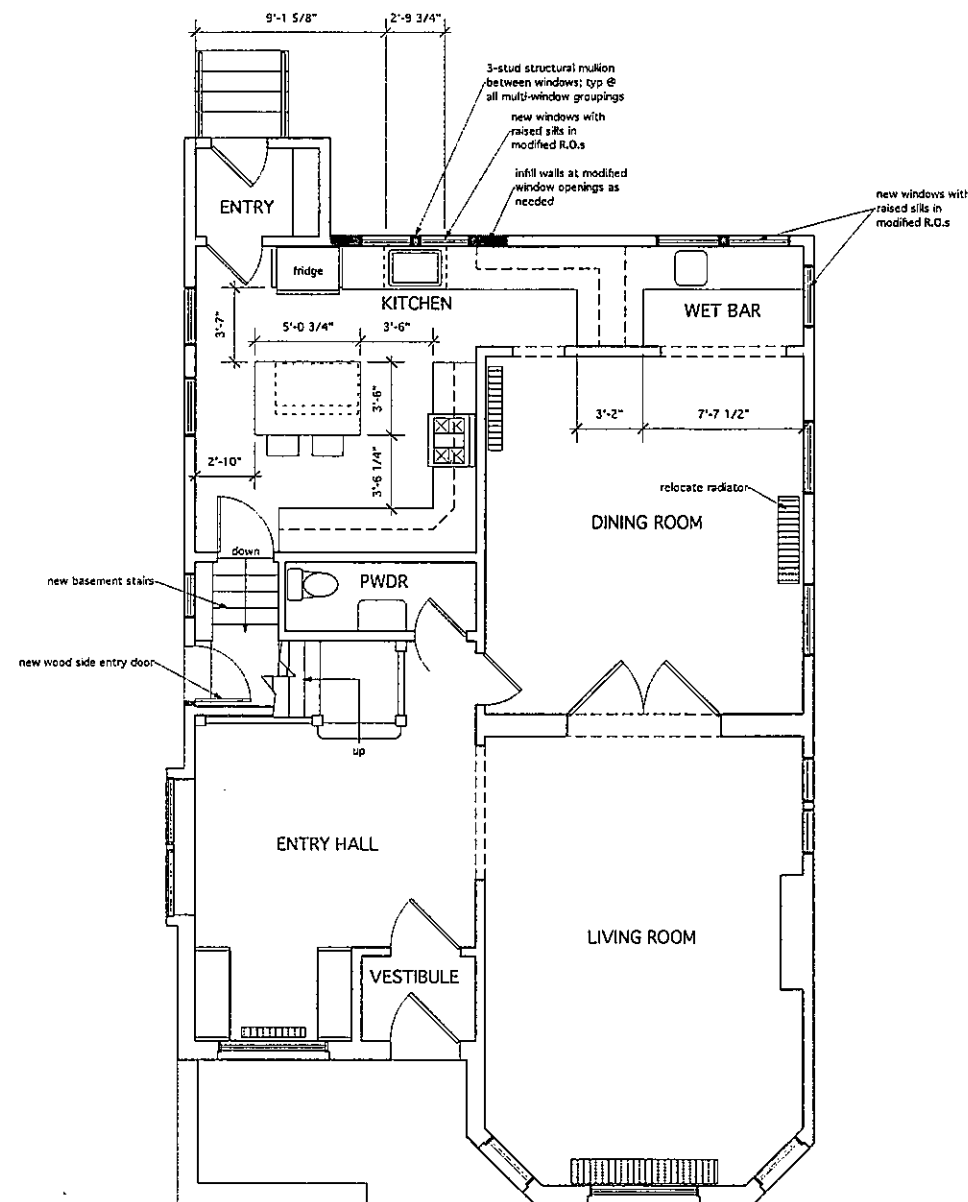 9'-1 5/8"
2'-9 3/4"
3-stud structural mullion
between windows; typ @
all multi-window groupings
new windows with
raised sills in
modified R.O.s
infill walls at modified
window openings as
needed
new windows with
raised sills in
modified R.O.s
ENTRY
fridge
KITCHEN
WET BAR
3'-7"
5'-0 3/4"
3'-6"
3'-6"
3'-2"
7'-7 1/2"
2'-10"
3'-6 1/4"
relocate radiator
DINING ROOM
down
new basement stairs
PWDR
new wood side entry door
up
ENTRY HALL
LIVING ROOM
VESTIBULE